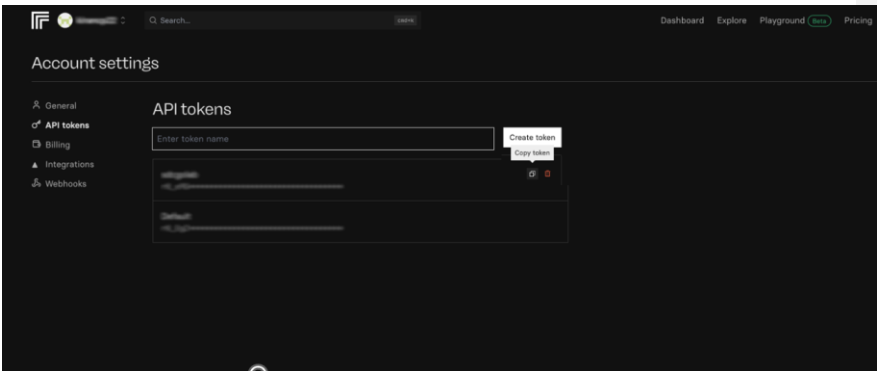 Search...
Dashboard Explore Playground Beta Pricing
Account settings
General
API tokens
Billing
Integrations
Webhooks
API tokens
Enter token name
Create token
Copy token
Default